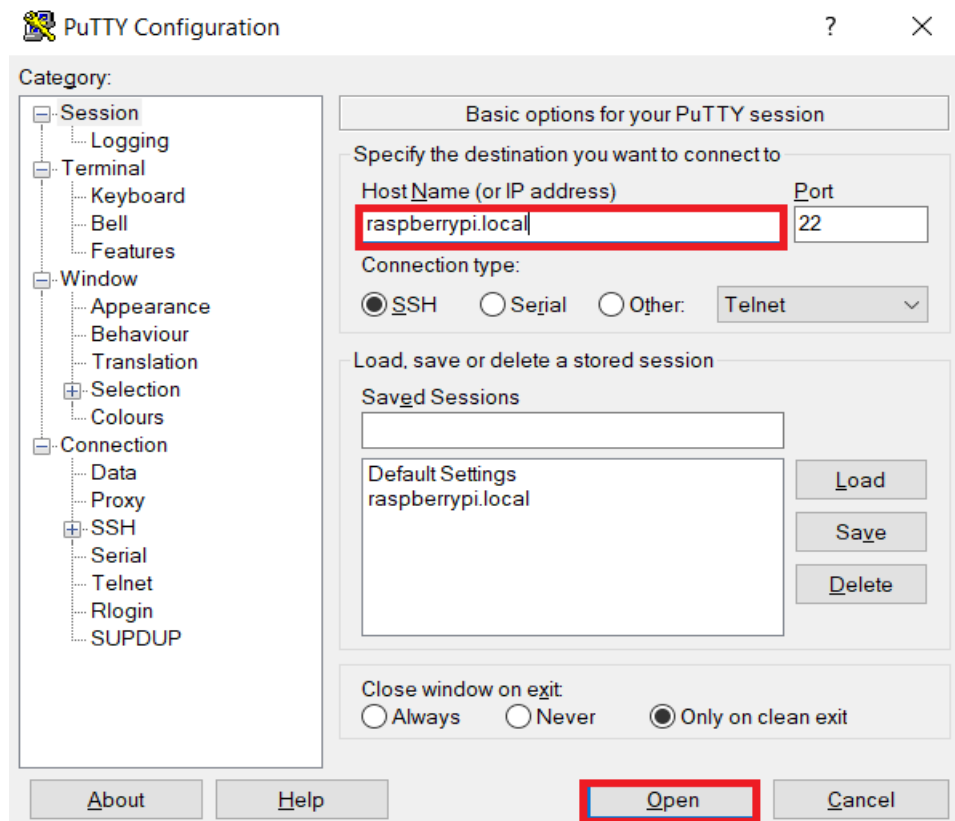 PuTTY Configuration
?
Category:
Session
Logging
Terminal
Keyboard
Bell
Features
Window
Appearance
Behaviour
Translation
Selection
Colours
Connection
Data
Proxy
SSH
Serial
Telnet
Rlogin
SUPDUP
Basic options for your PuTTY session
Specify the destination you want to connect to
Host Name (or IP address) Port
raspberrypi.local 22
Connection type:
SSH Serial Other: Telnet
Load, save or delete a stored session
Saved Sessions
Default Settings
raspberrypi.local
Load
Save
Delete
Close window on exit:
Always Never Only on clean exit
About Help Open Cancel